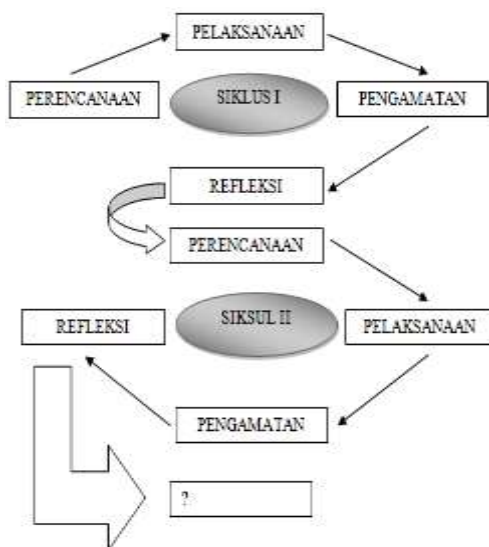 PELAKSANAAN
PERENCANAAN
SIKLUS I
PENGAMATAN
REFLEKSI
PERENCANAAN
REFLEKSI
SIKSUL II
PELAKSANAAN
PENGAMATAN
?